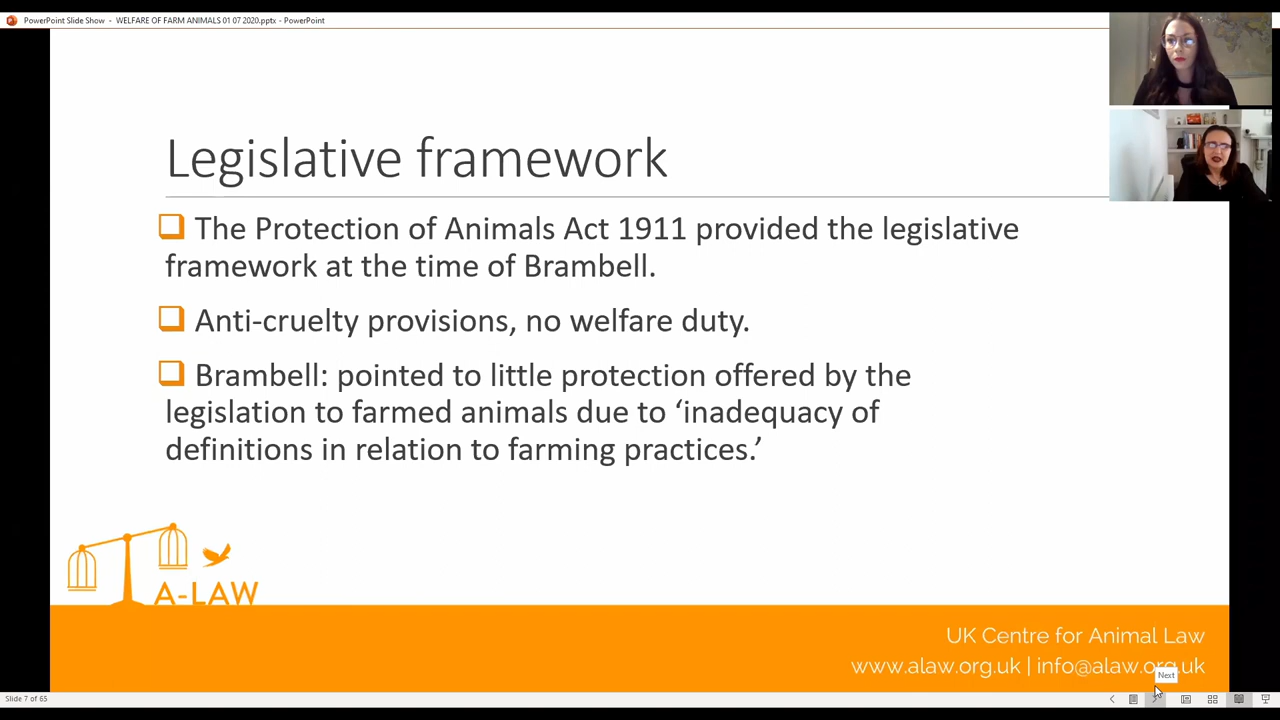 PowerPoint Slide Show - WELFARE OF FARM ANIMALS 01 07 2020.pptx - PowerPoint
Legislative framework
The Protection of Animals Act 1911 provided the legislative
framework at the time of Brambell.
Anti-cruelty provisions, no welfare duty.
Brambell: pointed to little protection offered by the
legislation to farmed animals due to ‘inadequacy of
definitions in relation to farming practices.’
A-LAW
UK Centre for Animal Law
www.alaw.org.uk | info@alaw.org.uk
Next
Slide 7 of 65